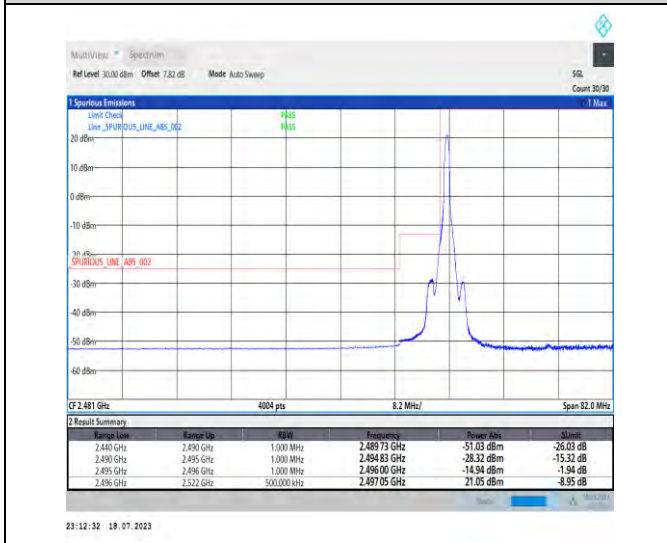 MultiView Spectrum
Ref Level 30.00 dBm Offset 7.82 dB Mode Auto Sweep SGL
Count 30/30
1 Spurious Emissions 1 Max
Limit Check PASS
Line _SPURIOUS_LINE_ABS_002 PASS
20 dBm
10 dBm
0 dBm
-10 dBm
-20 dBm
_SPURIOUS_LINE_ABS_002
-30 dBm
-40 dBm
-50 dBm
-60 dBm
CF 2.481 GHz 4004 pts 8.2 MHz/ Span 82.0 MHz
2 Result Summary
Range Low Range Up RBW Frequency Power Abs ΔLimit
2.440 GHz 2.490 GHz 1.000 MHz 2.489 73 GHz -51.03 dBm -26.03 dB
2.490 GHz 2.495 GHz 1.000 MHz 2.494 83 GHz -28.32 dBm -15.32 dB
2.495 GHz 2.496 GHz 1.000 MHz 2.496 00 GHz -14.94 dBm -1.94 dB
2.496 GHz 2.522 GHz 500.000 kHz 2.497 05 GHz 21.05 dBm -8.95 dB
23:12:32 18.07.2023